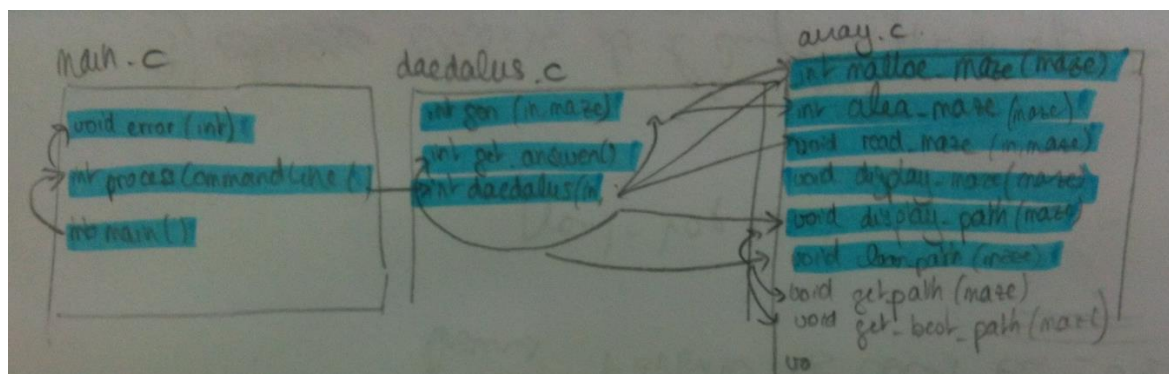 main.c
void error (int)
int processCommandLine ()
int main ()
daedalus.c
int gen (in, maze)
int get_answer()
int daedalus(in
array.c
int malloc_maze (maze)
int alea_maze (maze)
void read_maze (in, maze)
void display_maze (maze)
void display_path (maze)
void clean_path (maze)
void get_path (maze)
void get_best_path (maze)
vo